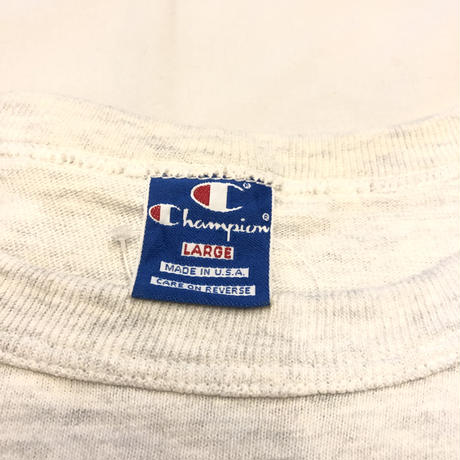 ®
Champion®
LARGE
MADE IN U.S.A.
CARE ON REVERSE